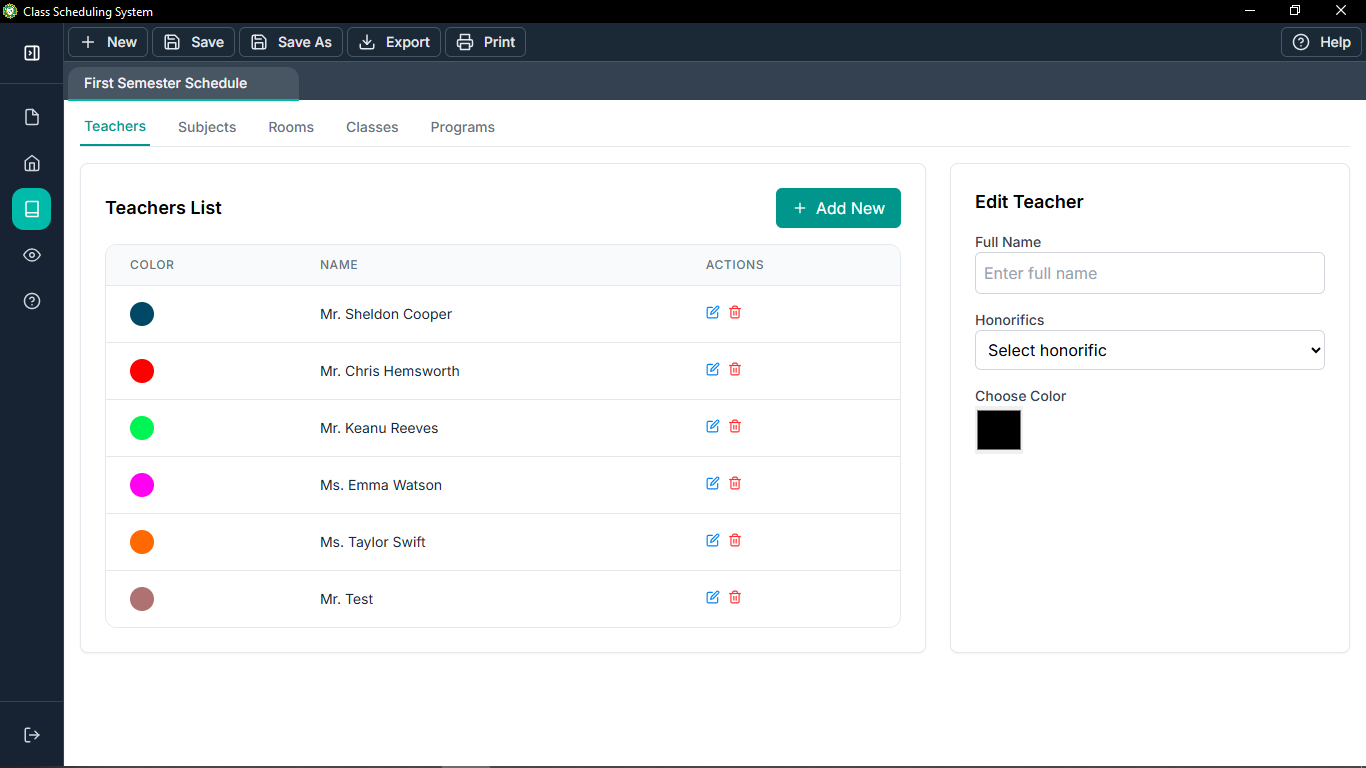 Class Scheduling System
New
Save
Save As
Export
Print
Help
First Semester Schedule
Teachers
Subjects
Rooms
Classes
Programs
Teachers List
Add New
COLOR NAME ACTIONS
Mr. Sheldon Cooper
Mr. Chris Hemsworth
Mr. Keanu Reeves
Ms. Emma Watson
Ms. Taylor Swift
Mr. Test
Edit Teacher
Full Name
Enter full name
Honorifics
Select honorific
Choose Color